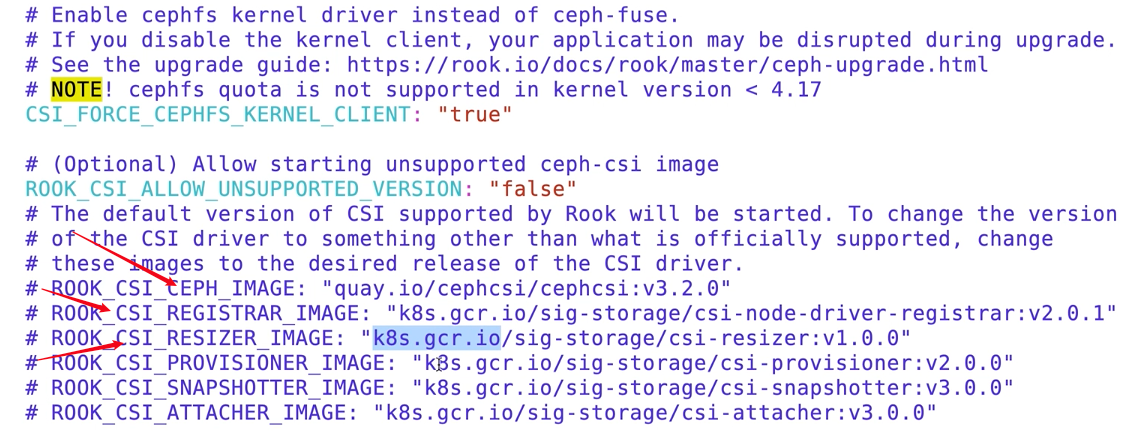 # Enable cephfs kernel driver instead of ceph-fuse.
# If you disable the kernel client, your application may be disrupted during upgrade.
# See the upgrade guide: https://rook.io/docs/rook/master/ceph-upgrade.html
# NOTE! cephfs quota is not supported in kernel version < 4.17
CSI_FORCE_CEPHFS_KERNEL_CLIENT: "true"
# (Optional) Allow starting unsupported ceph-csi image
ROOK_CSI_ALLOW_UNSUPPORTED_VERSION: "false"
# The default version of CSI supported by Rook will be started. To change the version
# of the CSI driver to something other than what is officially supported, change
# these images to the desired release of the CSI driver.
# ROOK_CSI_CEPH_IMAGE: "quay.io/cephcsi/cephcsi:v3.2.0"
# ROOK_CSI_REGISTRAR_IMAGE: "k8s.gcr.io/sig-storage/csi-node-driver-registrar:v2.0.1"
# ROOK_CSI_RESIZER_IMAGE: "k8s.gcr.io/sig-storage/csi-resizer:v1.0.0"
# ROOK_CSI_PROVISIONER_IMAGE: "k8s.gcr.io/sig-storage/csi-provisioner:v2.0.0"
# ROOK_CSI_SNAPSHOTTER_IMAGE: "k8s.gcr.io/sig-storage/csi-snapshotter:v3.0.0"
# ROOK_CSI_ATTACHER_IMAGE: "k8s.gcr.io/sig-storage/csi-attacher:v3.0.0"